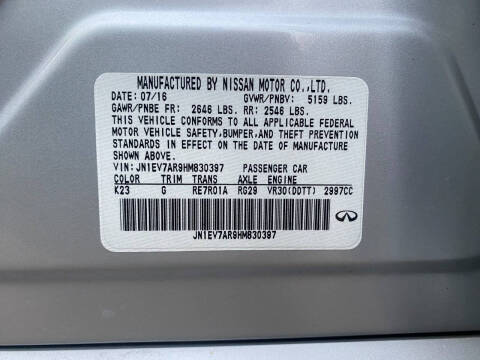 MANUFACTURED BY NISSAN MOTOR CO.,LTD.
DATE: 07/16 GVWR/PNBV: 5159 LBS.
GAWR/PNBE FR: 2646 LBS. RR: 2546 LBS.
THIS VEHICLE CONFORMS TO ALL APPLICABLE FEDERAL
MOTOR VEHICLE SAFETY, BUMPER, AND THEFT PREVENTION
STANDARDS IN EFFECT ON THE DATE OF MANUFACTURE
SHOWN ABOVE.
VIN: JN1EV7AR9HM830397 PASSENGER CAR
COLOR TRIM TRANS AXLE ENGINE
K23 G RE7R01A RG29 VR30(DDTT) 2997CC
JN1EV7AR9HM830397